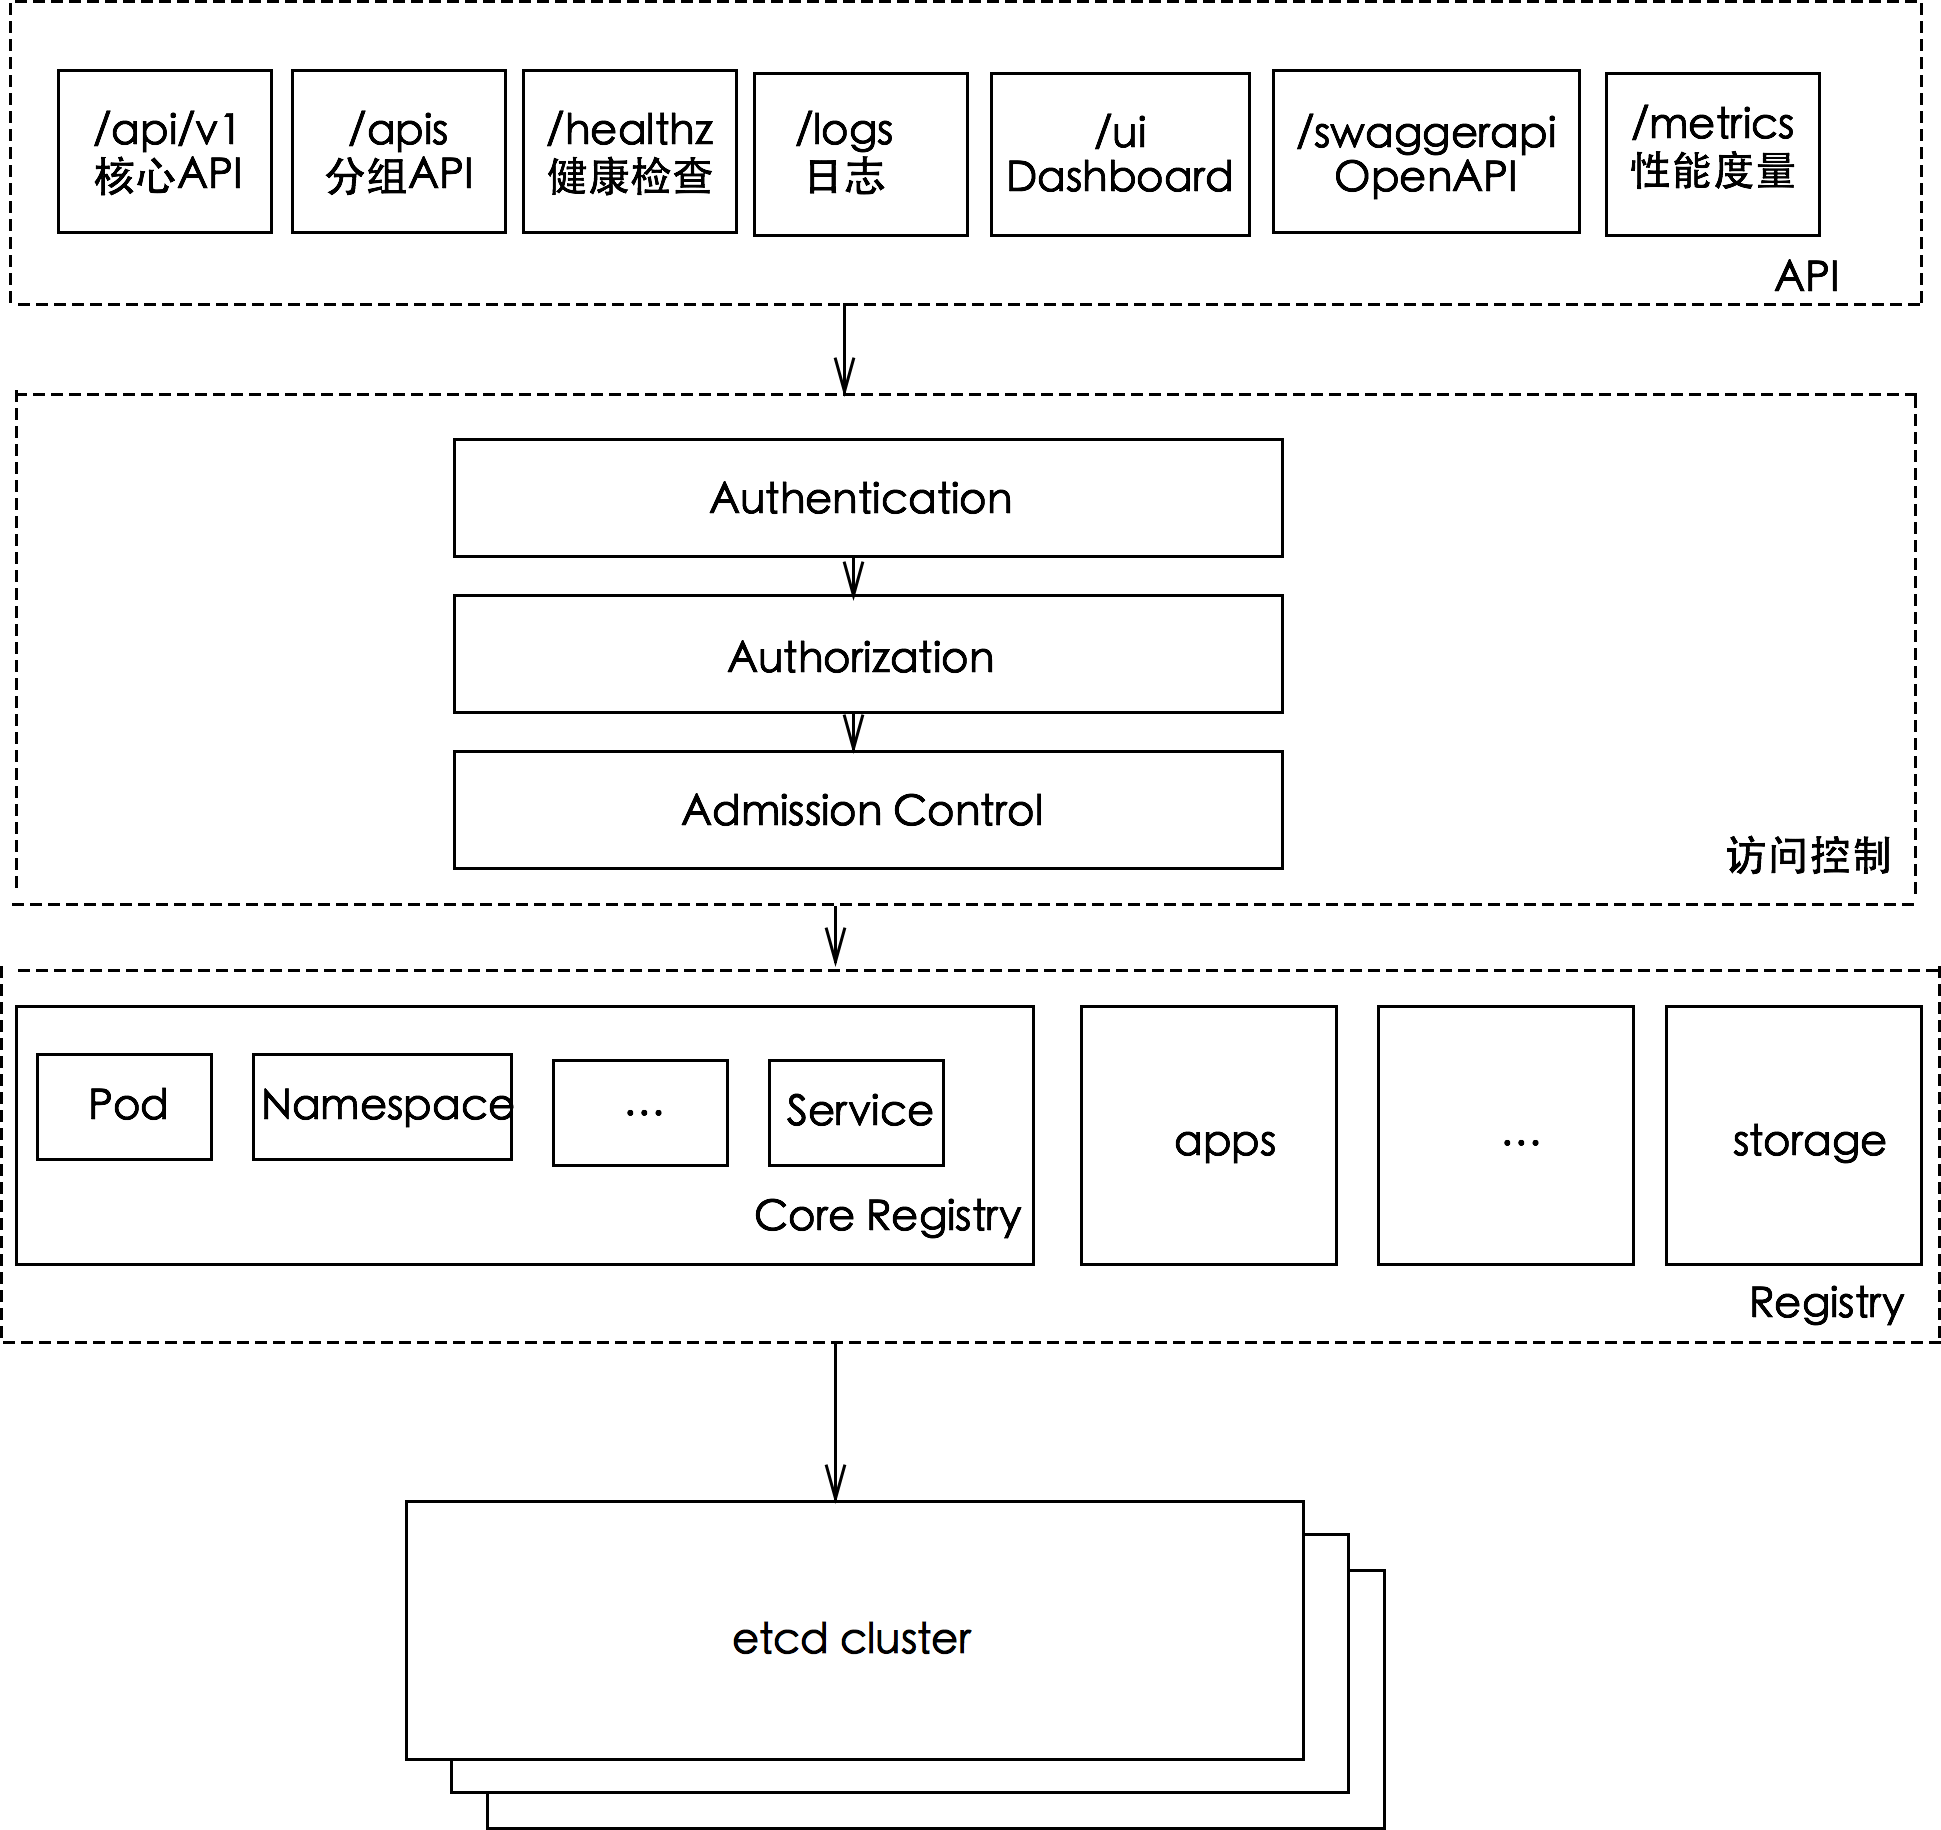 /api/v1
核心API
/apis
分组API
/healthz
健康检查
/logs
日志
/ui
Dashboard
/swaggerapi
OpenAPI
/metrics
性能度量
API
Authentication
Authorization
Admission Control
访问控制
Pod
Namespace
...
Service
Core Registry
apps
...
storage
Registry
etcd cluster